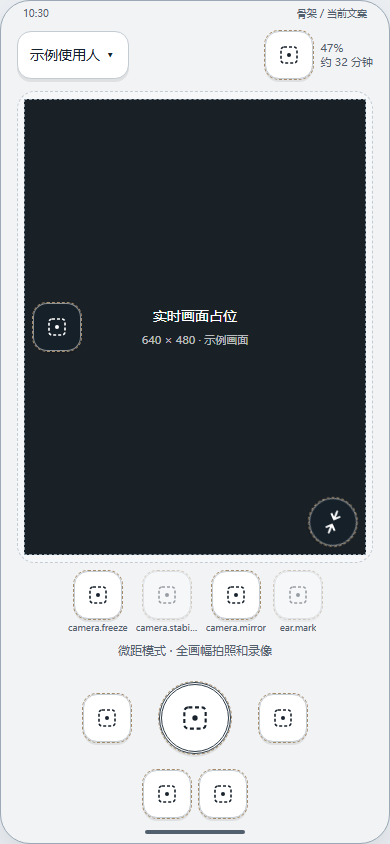 10:30
骨架 / 当前文案
示例使用人 ▼
47%
约 32 分钟
实时画面占位
640 × 480 · 示例画面
camera.freeze
camera.stabi...
camera.mirror
ear.mark
微距模式 · 全画幅拍照和录像